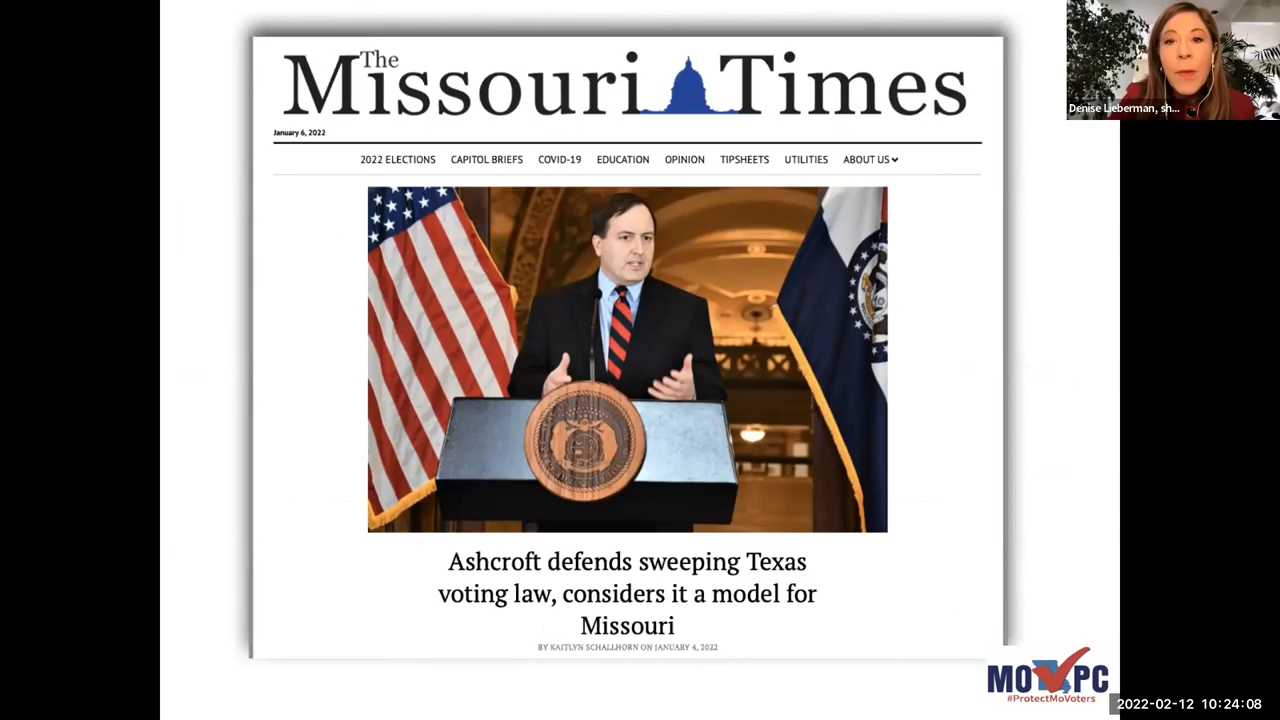 The
Missouri Times
January 6, 2022
2022 ELECTIONS CAPITOL BRIEFS COVID-19 EDUCATION OPINION TIPSHEETS UTILITIES ABOUT US
Ashcroft defends sweeping Texas
voting law, considers it a model for
Missouri
BY KAITLYN SCHALLHORN ON JANUARY 4, 2022
Denise Lieberman, sh...
MO PC
#ProtectMoVoters
2022-02-12 10:24:08